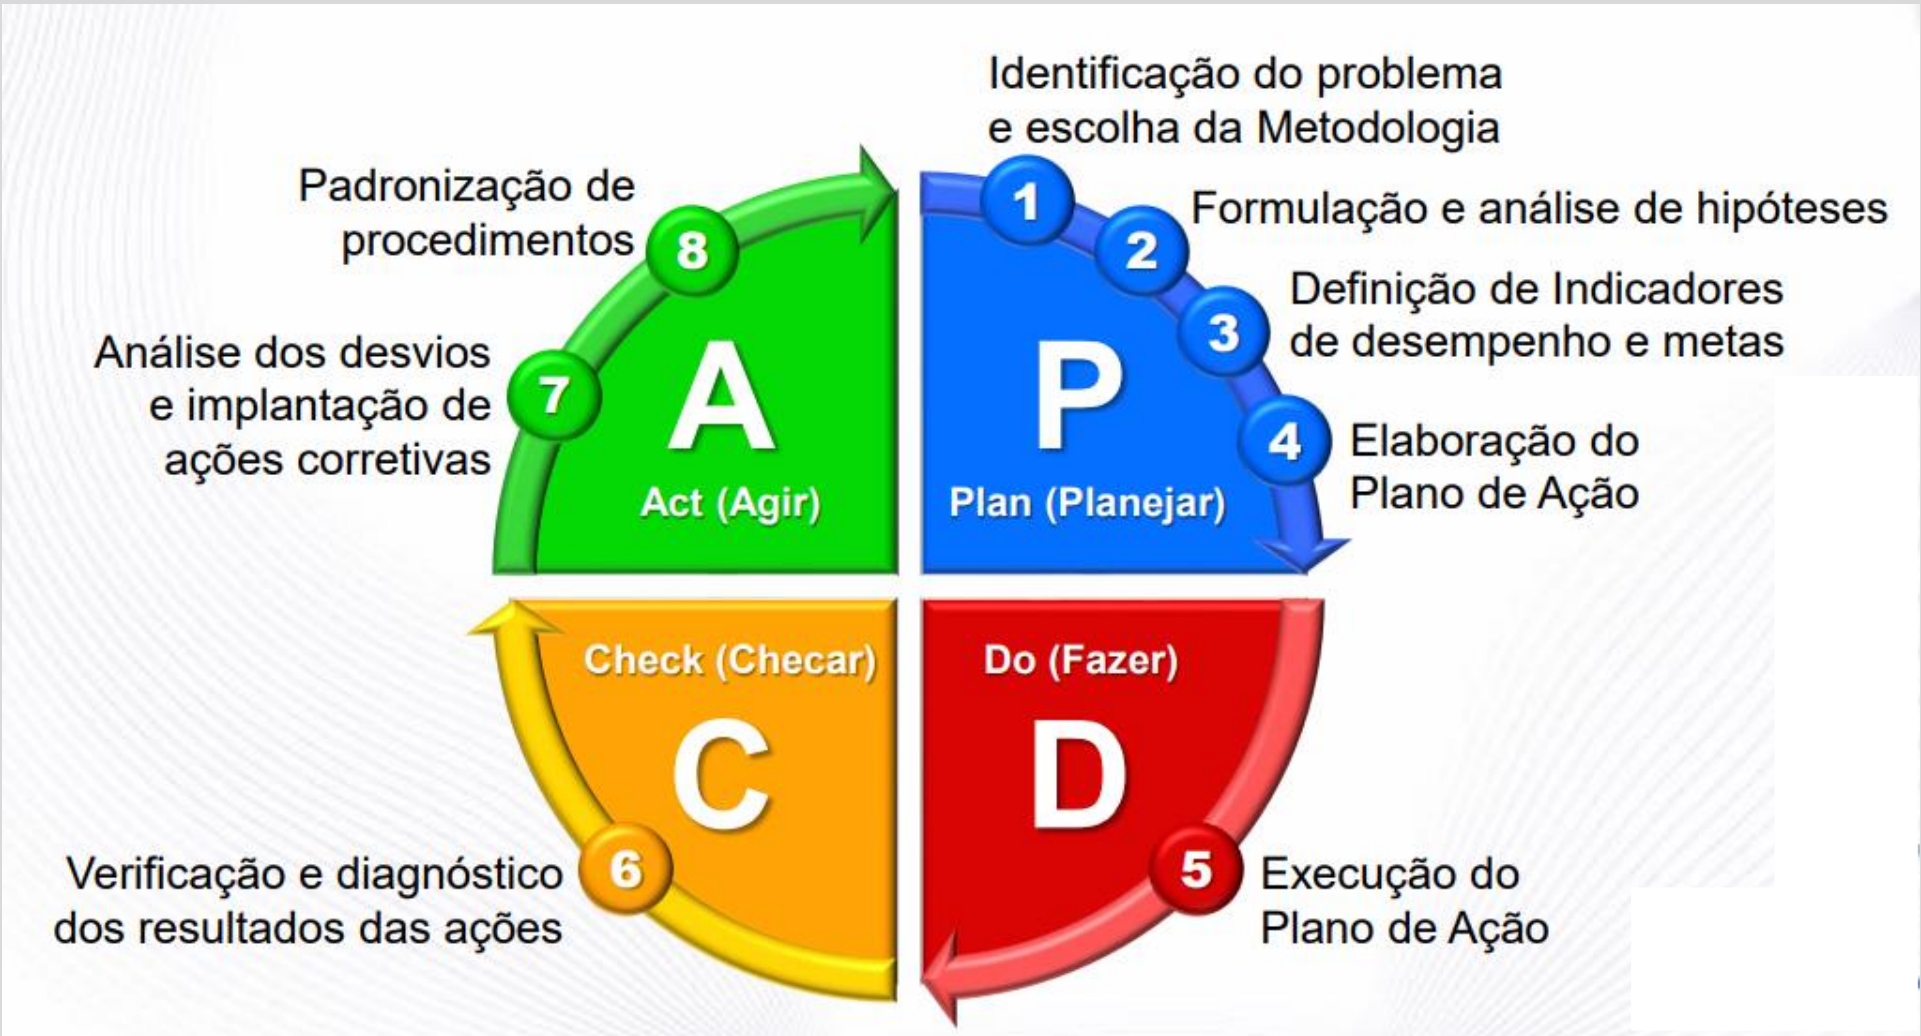 Identificação do problema
e escolha da Metodologia
1
2
Formulação e análise de hipóteses
3
Definição de Indicadores
de desempenho e metas
4
Elaboração do
Plano de Ação
P
Plan (Planejar)
Do (Fazer)
D
5
Execução do
Plano de Ação
Check (Checar)
C
6
Verificação e diagnóstico
dos resultados das ações
A
Act (Agir)
7
Análise dos desvios
e implantação de
ações corretivas
8
Padronização de
procedimentos